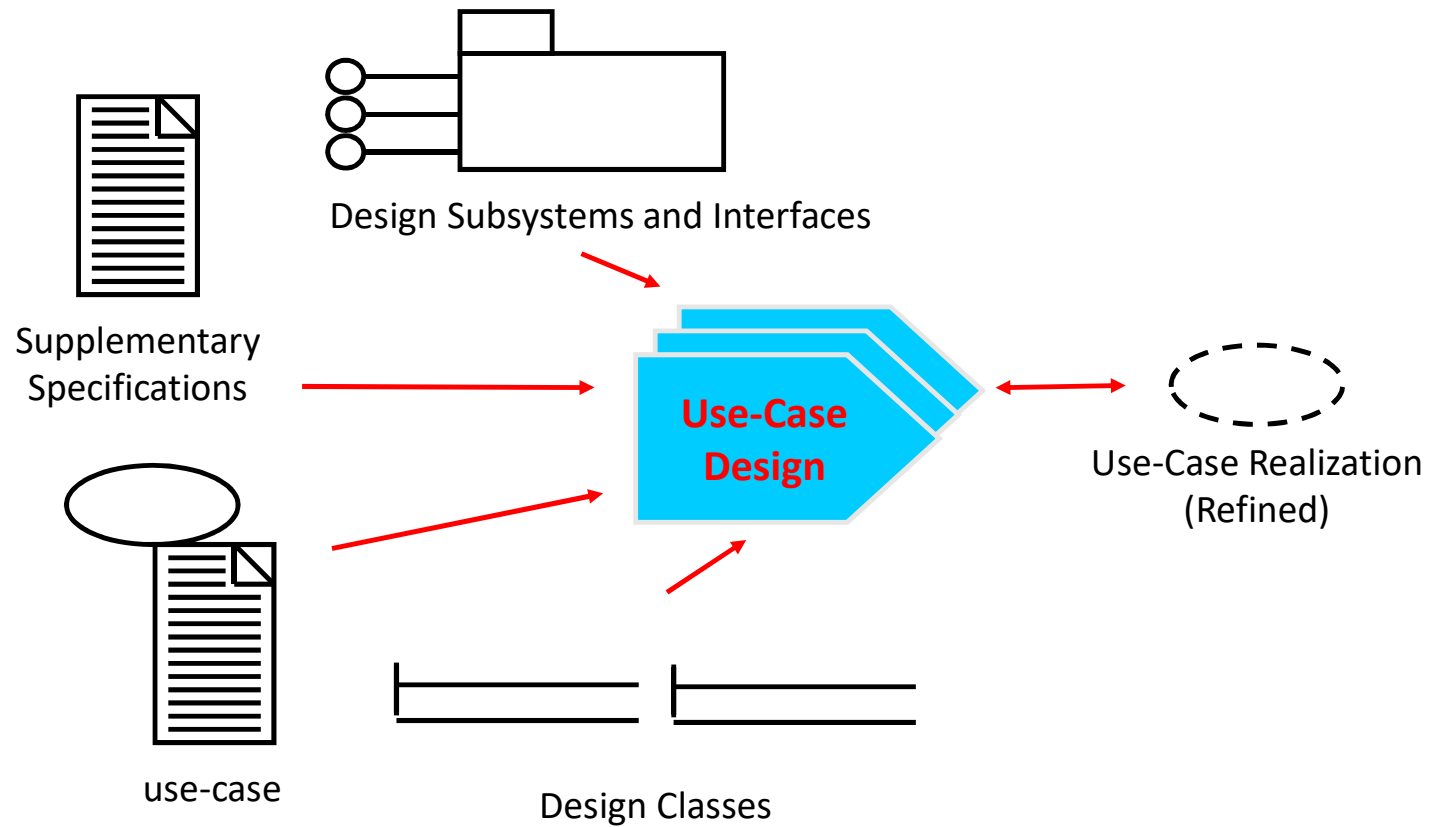 Design Subsystems and Interfaces
Supplementary
Specifications
Use-Case
Design
Use-Case Realization
(Refined)
use-case
Design Classes